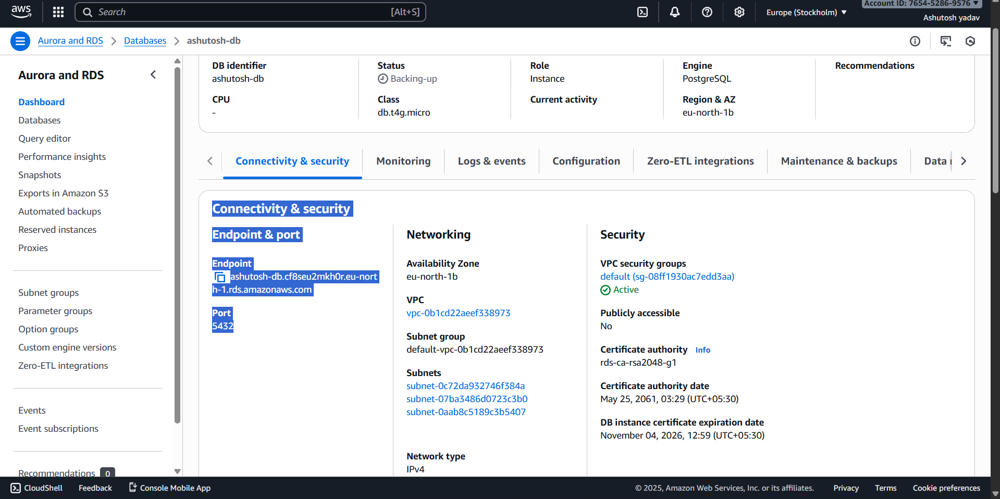 aws
Search
[Alt+S]
Europe (Stockholm)
Account ID: 7654-5286-9576
Ashutosh yadav
Aurora and RDS
Databases
ashutosh-db
Aurora and RDS
Dashboard
Databases
Query editor
Performance insights
Snapshots
Exports in Amazon S3
Automated backups
Reserved instances
Proxies
Subnet groups
Parameter groups
Option groups
Custom engine versions
Zero-ETL integrations
Events
Event subscriptions
Recommendations 0
DB identifier
ashutosh-db
CPU
-
Status
Backing-up
Class
db.t4g.micro
Role
Instance
Current activity
Engine
PostgreSQL
Region & AZ
eu-north-1b
Recommendations
Connectivity & security
Monitoring
Logs & events
Configuration
Zero-ETL integrations
Maintenance & backups
Data
Connectivity & security
Endpoint & port
Endpoint
ashutosh-db.cf8seu2mkh0r.eu-nort
h-1.rds.amazonaws.com
Port
5432
Networking
Availability Zone
eu-north-1b
VPC
vpc-0b1cd22aeef338973
Subnet group
default-vpc-0b1cd22aeef338973
Subnets
subnet-0c72da932746f384a
subnet-07ba3486d0723c3b0
subnet-0aab8c5189c3b5407
Network type
IPv4
Security
VPC security groups
default (sg-08ff1930ac7edd3aa)
Active
Publicly accessible
No
Certificate authority Info
rds-ca-rsa2048-g1
Certificate authority date
May 25, 2061, 03:29 (UTC+05:30)
DB instance certificate expiration date
November 04, 2026, 12:59 (UTC+05:30)
CloudShell
Feedback
Console Mobile App
© 2025, Amazon Web Services, Inc. or its affiliates.
Privacy
Terms
Cookie preferences